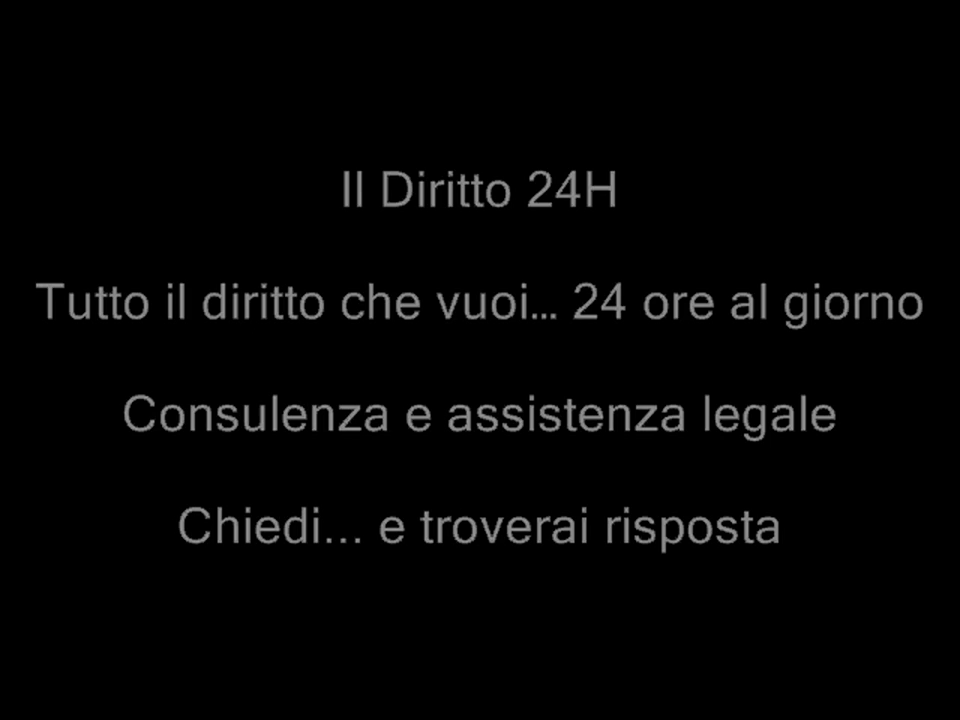 Il Diritto 24H
Tutto il diritto che vuoi… 24 ore al giorno
Consulenza e assistenza legale
Chiedi... e troverai risposta